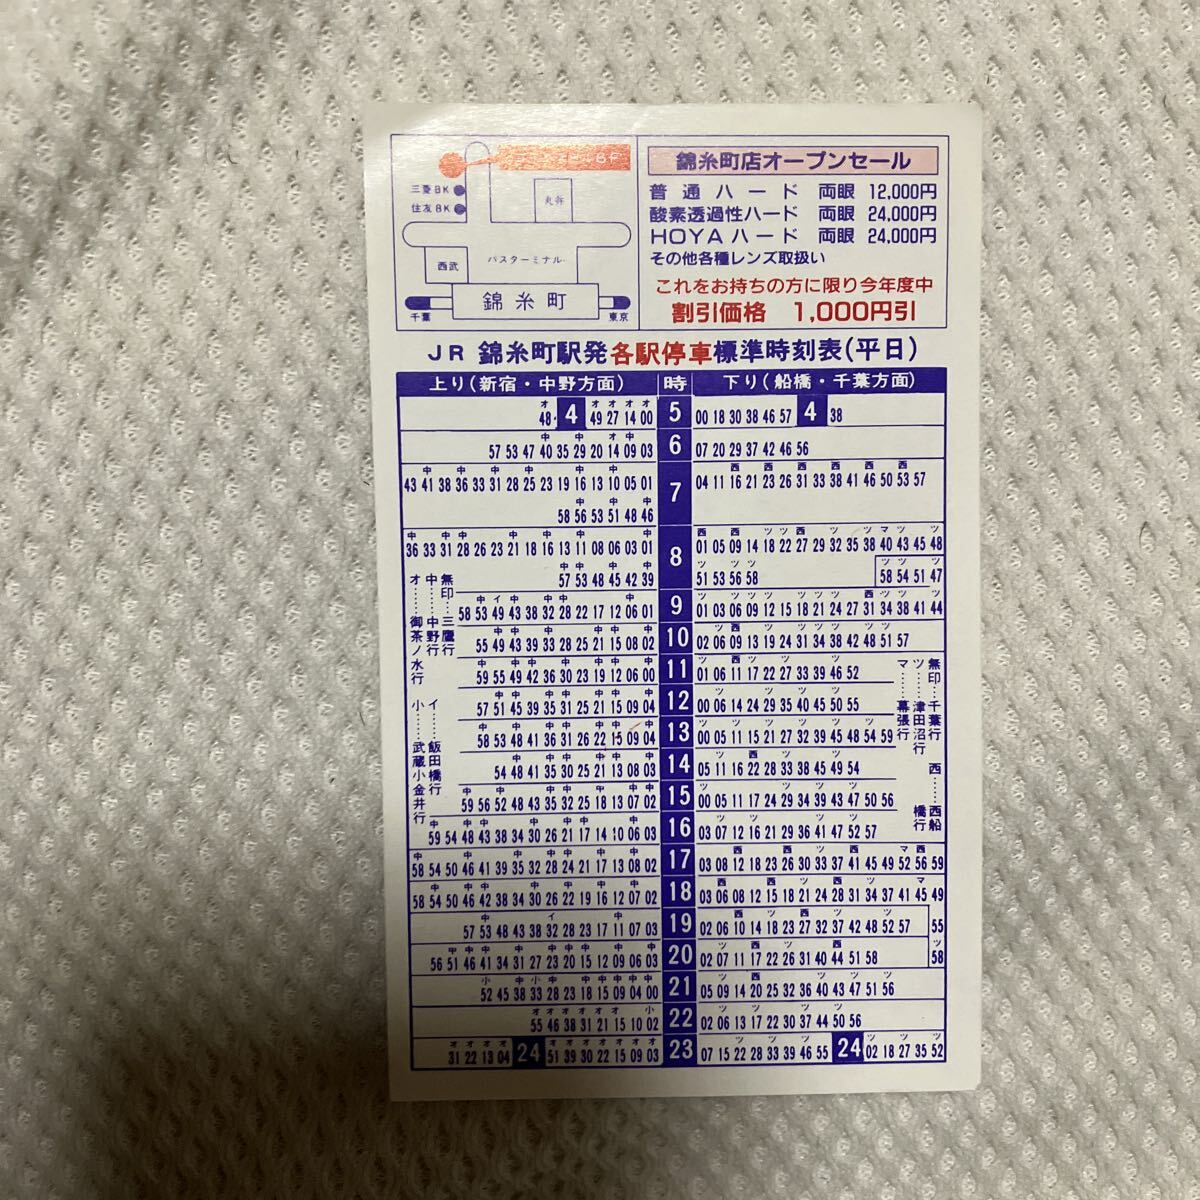 三菱BK
住友BK
丸井
西武
バスターミナル
錦糸町
千葉
東京
錦糸町店オープンセール
普通ハード 両眼 12,000円
酸素透過性ハード 両眼 24,000円
HOYAハード 両眼 24,000円
その他各種レンズ取扱い
これをお持ちの方に限り今年度中
割引価格 1,000円引
JR 錦糸町駅発各駅停車標準時刻表(平日)
上り(新宿・中野方面) 時 下り(船橋・千葉方面)
48 4 49 27 14 00 5 00 18 30 38 46 57 4 38
57 53 47 40 35 29 20 14 09 03 6 07 20 29 37 42 46 56
43 41 38 36 33 31 28 25 23 19 16 13 10 05 01 7 04 11 16 21 23 26 31 33 38 41 46 50 53 57
58 56 53 51 48 46
36 33 31 28 26 23 21 18 16 13 11 08 06 03 01 8 01 05 09 14 18 22 27 29 32 35 38 40 43 45 48
57 53 48 45 42 39 51 53 56 58 58 54 51 47
58 53 49 43 38 32 28 22 17 12 06 01 9 01 03 06 09 12 15 18 21 24 27 31 34 38 41 44
55 49 43 39 33 28 25 21 15 08 02 10 02 06 09 13 19 24 31 34 38 42 48 51 57
59 55 49 42 36 30 23 19 12 06 00 11 01 06 11 17 22 27 33 39 46 52
57 51 45 39 35 31 25 21 15 09 04 12 00 06 14 24 29 35 40 45 50 55
58 53 48 41 36 31 26 22 15 09 04 13 00 05 11 15 21 27 32 39 45 48 54 59
54 48 41 35 30 25 21 13 08 03 14 05 11 16 22 28 33 38 45 49 54
59 56 52 48 43 35 32 25 18 13 07 02 15 00 05 11 17 24 29 34 39 43 47 50 56
59 54 48 43 38 34 30 26 21 17 14 10 06 03 16 03 07 12 16 21 29 36 41 47 52 57
58 54 50 46 41 39 35 32 28 24 21 17 13 08 02 17 03 08 12 18 23 26 30 33 37 41 45 49 52 56 59
58 54 50 46 42 38 34 30 26 22 19 16 12 07 02 18 03 06 08 12 15 18 21 24 28 31 34 37 41 45 49
57 53 48 43 38 32 28 23 17 11 07 03 19 02 06 10 14 18 23 27 32 37 42 48 52 57 55
56 51 46 41 34 31 27 23 20 15 12 09 06 03 20 02 07 11 17 22 26 31 40 44 51 58 58
52 45 38 33 28 23 18 15 09 04 00 21 05 09 14 20 25 32 36 40 43 47 51 56
55 46 38 31 21 15 10 02 22 02 06 13 17 22 30 37 44 50 56
31 22 13 04 24 51 39 30 22 15 09 03 23 07 15 22 28 33 39 46 55 24 02 18 27 35 52
無印…三鷹行
中……中野行
オ……御茶ノ水行
イ……飯田橋行
小……武蔵小金井行
無印…千葉行
ツ……津田沼行
マ……幕張行
西……西船橋行